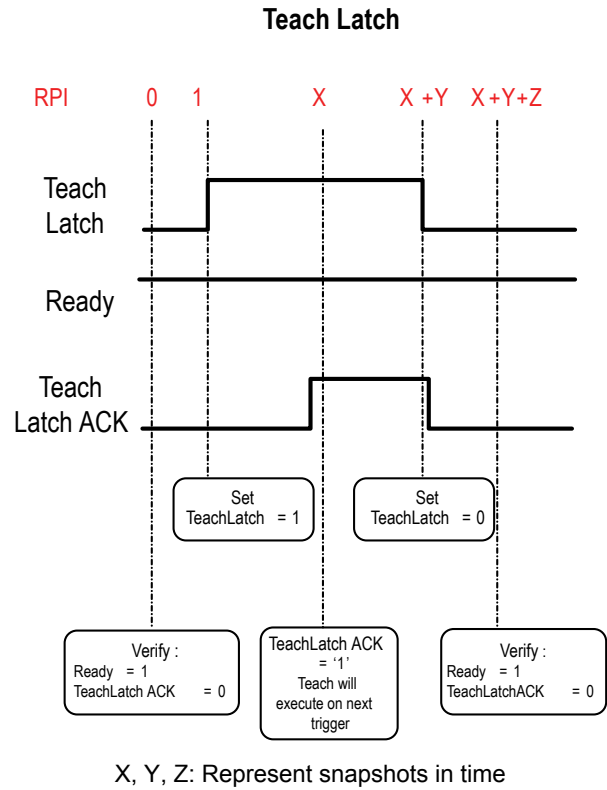 Teach Latch
RPI 0 1 X X +Y X+Y+Z
Teach
Latch
Ready
Teach
Latch ACK
Set
TeachLatch = 1
Set
TeachLatch = 0
Verify :
Ready = 1
TeachLatch ACK = 0
TeachLatch ACK
= ‘1’
Teach will
execute on next
trigger
Verify :
Ready = 1
TeachLatchACK = 0
X, Y, Z: Represent snapshots in time